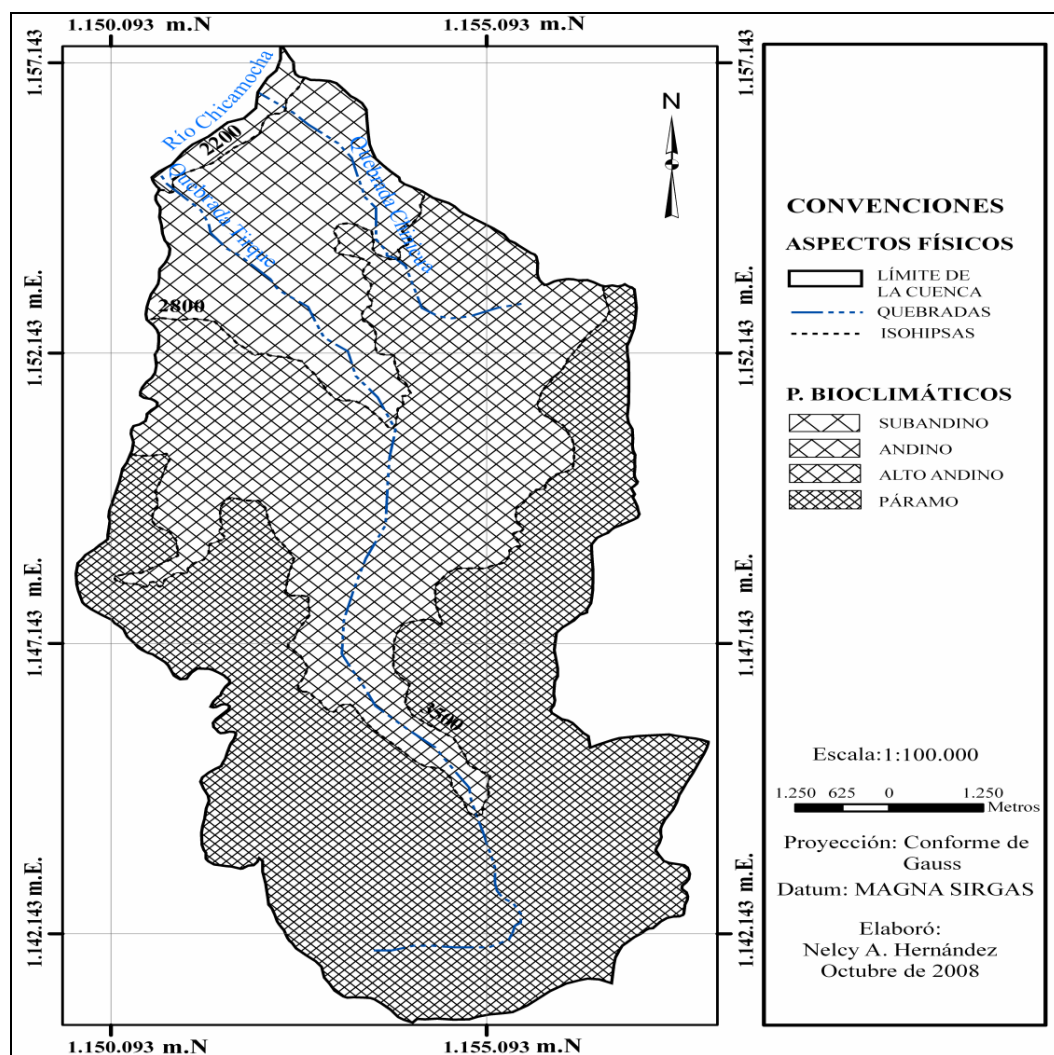 1.150.093 m.N
1.155.093 m.N
1.157.143
m.E.
1.152.143
m.E.
1.147.143
m.E.
1.142.143
1.157.143
m.E.
1.152.143
m.E.
1.147.143
m.E.
1.142.143
1.150.093 m.N
1.155.093 m.N
Río Chicamocha
2200
Quebrada Tirque
Quebrada
2800
3500
N
CONVENCIONES
ASPECTOS FÍSICOS
LÍMITE DE
LA CUENCA
QUEBRADAS
ISOHIPSAS
P. BIOCLIMÁTICOS
SUBANDINO
ANDINO
ALTO ANDINO
PÁRAMO
Escala:1:100.000
1.250 625 0 1.250
Metros
Proyección: Conforme de
Gauss
Datum: MAGNA SIRGAS
Elaboró:
Nelcy A. Hernández
Octubre de 2008